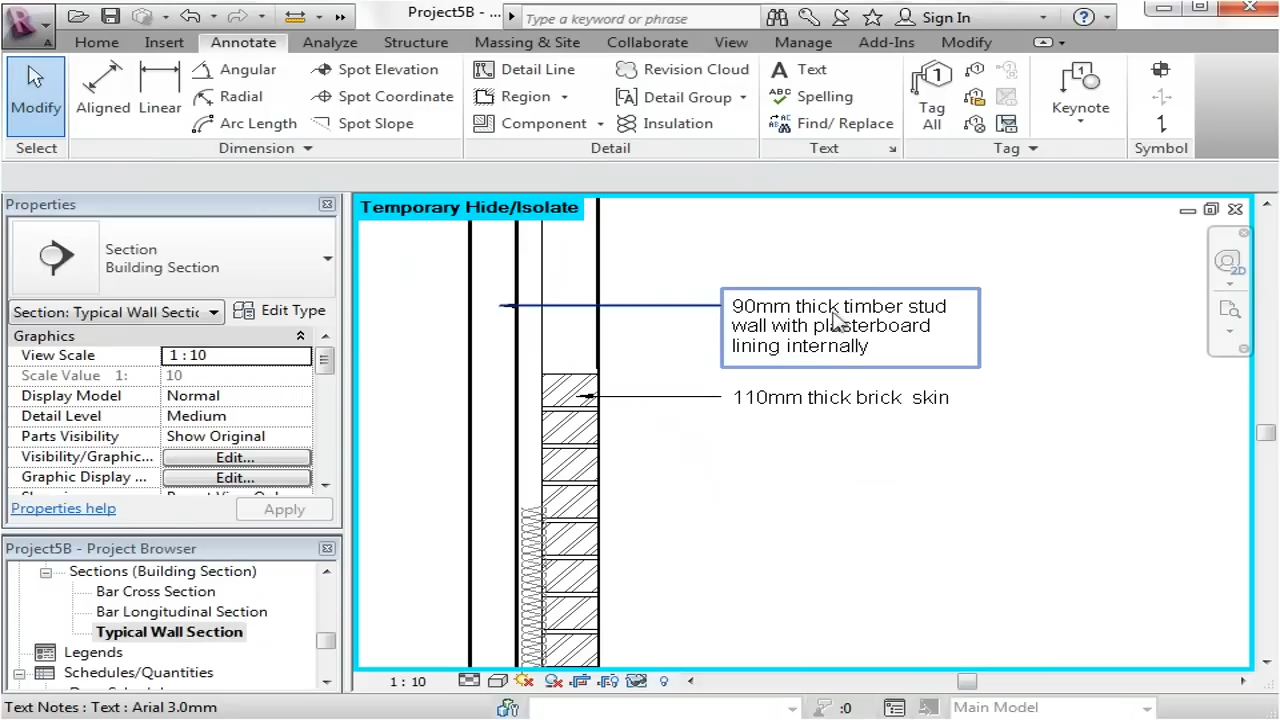 Project5B - ...
Type a keyword or phrase
Sign In
Home
Insert
Annotate
Analyze
Structure
Massing & Site
Collaborate
View
Manage
Add-Ins
Modify
Modify
Aligned
Linear
Angular
Radial
Arc Length
Spot Elevation
Spot Coordinate
Spot Slope
Detail Line
Region
Component
Revision Cloud
Detail Group
Insulation
Text
ABC Spelling
Find/ Replace
Tag
All
Keynote
Select
Dimension
Detail
Text
Tag
Symbol
Properties
Section
Building Section
Section: Typical Wall Sectic
Edit Type
Graphics
View Scale 1 : 10
Scale Value 1: 10
Display Model Normal
Detail Level Medium
Parts Visibility Show Original
Visibility/Graphic... Edit...
Graphic Display ... Edit...
Properties help
Apply
Project5B - Project Browser
Sections (Building Section)
Bar Cross Section
Bar Longitudinal Section
Typical Wall Section
Legends
Schedules/Quantities
Temporary Hide/Isolate
2D
90mm thick timber stud
wall with plasterboard
lining internally
110mm thick brick skin
1 : 10
Text Notes : Text : Arial 3.0mm
:0
Main Model